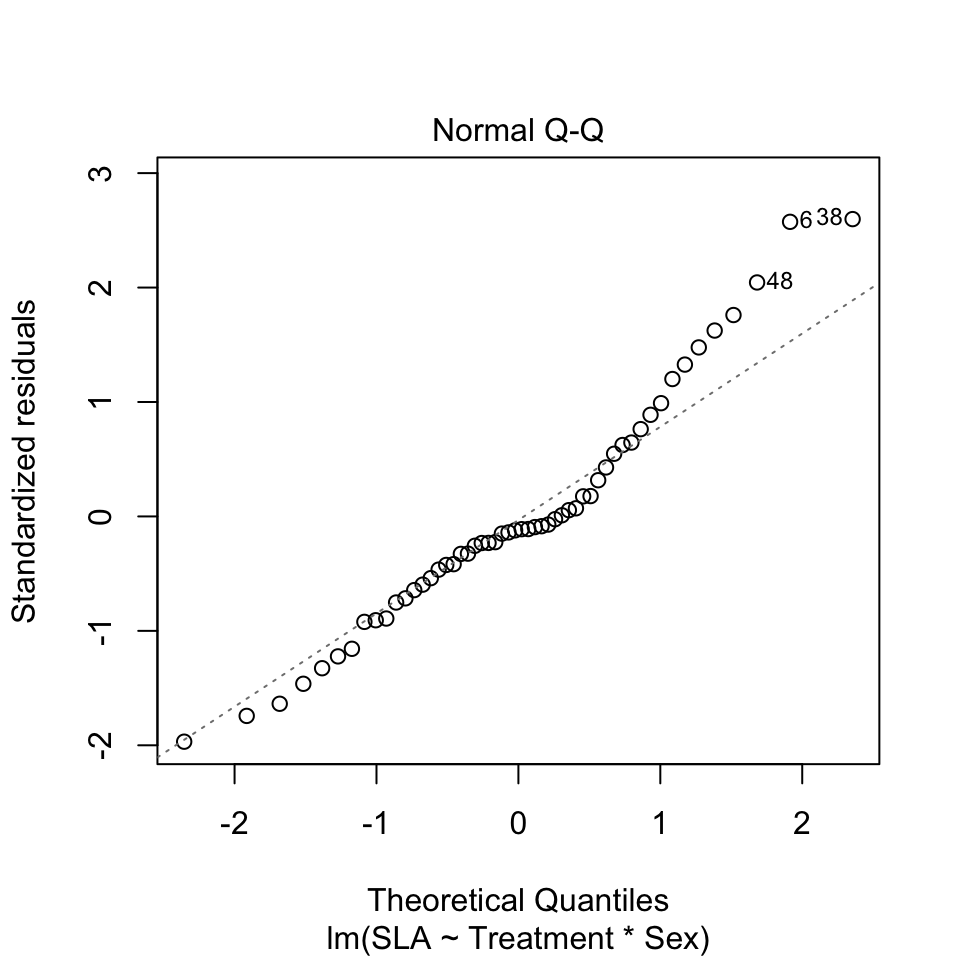 Normal Q-Q
3
2
1
0
-1
-2
Standardized residuals
6 38
48
-2 -1 0 1 2
Theoretical Quantiles
lm(SLA ~ Treatment * Sex)